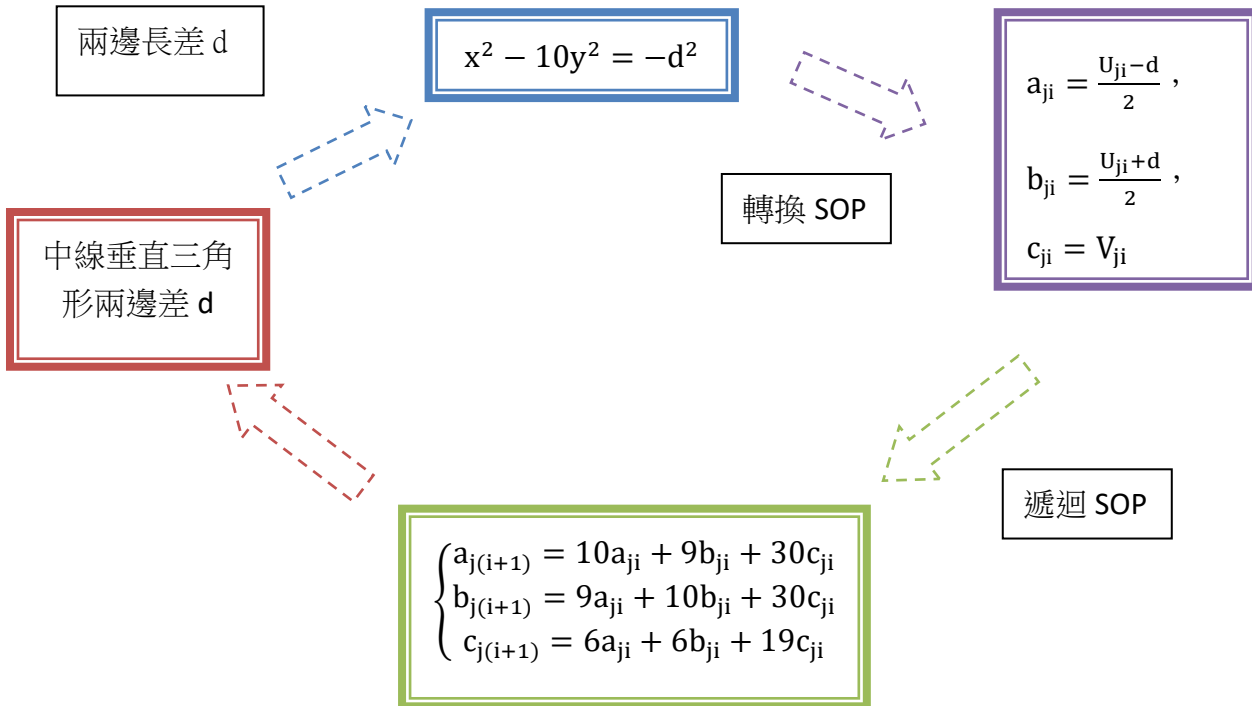 兩邊長差 d
x² − 10y² = −d²
a_ji = (U_ji−d)/2 ,
b_ji = (U_ji+d)/2 ,
c_ji = V_ji
轉換 SOP
中線垂直三角
形兩邊差 d
遞迴 SOP
a_j(i+1) = 10a_ji + 9b_ji + 30c_ji
b_j(i+1) = 9a_ji + 10b_ji + 30c_ji
c_j(i+1) = 6a_ji + 6b_ji + 19c_ji